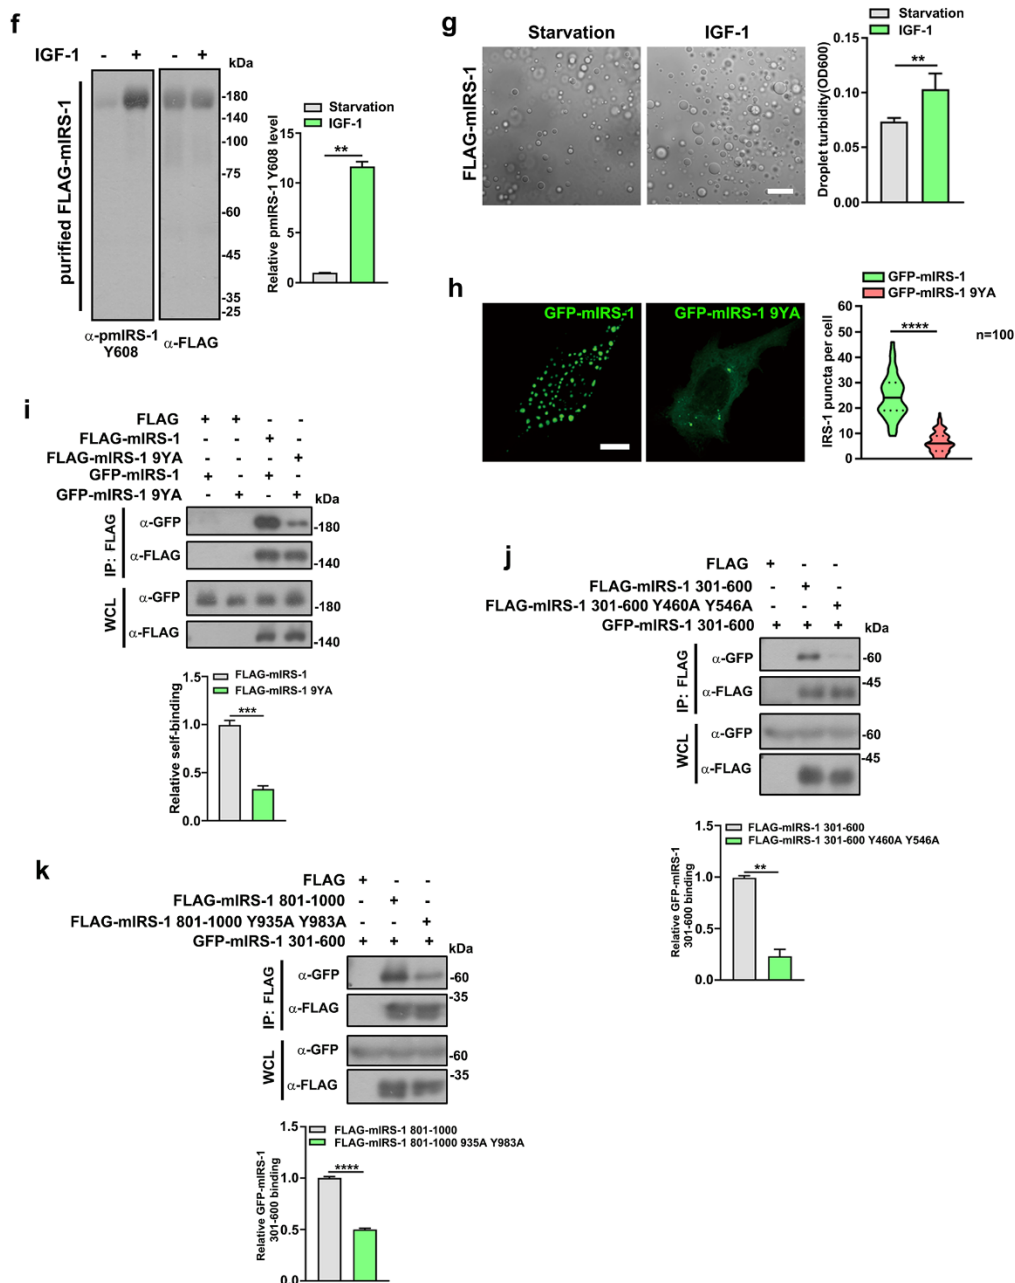 f
IGF-1 - + - + kDa
purified FLAG-mIRS-1
-180
-140
-100
-75
-60
-45
-35
-25
α-pmIRS-1 Y608
α-FLAG
Starvation
IGF-1
**
Relative pmIRS-1 Y608 level
15
10
5
0
g
Starvation IGF-1
FLAG-mIRS-1
Starvation
IGF-1
**
Droplet turbidity(OD600)
0.15
0.10
0.05
0.00
h
GFP-mIRS-1
GFP-mIRS-1 9YA
GFP-mIRS-1
GFP-mIRS-1 9YA
****
n=100
IRS-1 puncta per cell
60
50
40
30
20
10
0
i
FLAG + + - -
FLAG-mIRS-1 - - + -
FLAG-mIRS-1 9YA - - - +
GFP-mIRS-1 + - + -
GFP-mIRS-1 9YA - + - +
kDa
IP: FLAG
α-GFP -180
α-FLAG -140
WCL
α-GFP -180
α-FLAG -140
FLAG-mIRS-1
FLAG-mIRS-1 9YA
***
Relative self-binding
1.5
1.0
0.5
0.0
j
FLAG + - -
FLAG-mIRS-1 301-600 - + -
FLAG-mIRS-1 301-600 Y460A Y546A - - +
GFP-mIRS-1 301-600 + + + kDa
IP: FLAG
α-GFP -60
-45
α-FLAG
WCL
α-GFP -60
-45
α-FLAG
FLAG-mIRS-1 301-600
FLAG-mIRS-1 301-600 Y460A Y546A
**
Relative GFP-mIRS-1
301-600 binding
1.5
1.0
0.5
0.0
k
FLAG + - -
FLAG-mIRS-1 801-1000 - + -
FLAG-mIRS-1 801-1000 Y935A Y983A - - +
GFP-mIRS-1 301-600 + + +
kDa
IP: FLAG
α-GFP -60
-35
α-FLAG
WCL
α-GFP -60
-35
α-FLAG
FLAG-mIRS-1 801-1000
FLAG-mIRS-1 801-1000 935A Y983A
****
Relative GFP-mIRS-1
301-600 binding
1.5
1.0
0.5
0.0